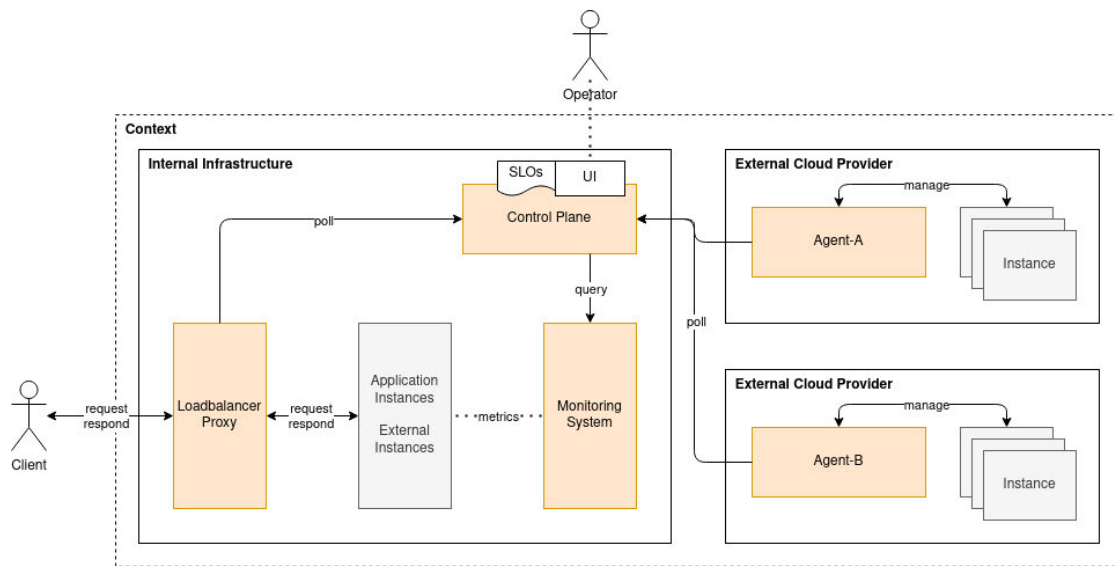 Operator
Context
Internal Infrastructure
SLOs
UI
Control Plane
poll
query
Client
request
respond
Loadbalancer
Proxy
request
respond
Application
Instances
External
Instances
metrics
Monitoring
System
External Cloud Provider
manage
Agent-A
Instance
poll
External Cloud Provider
manage
Agent-B
Instance